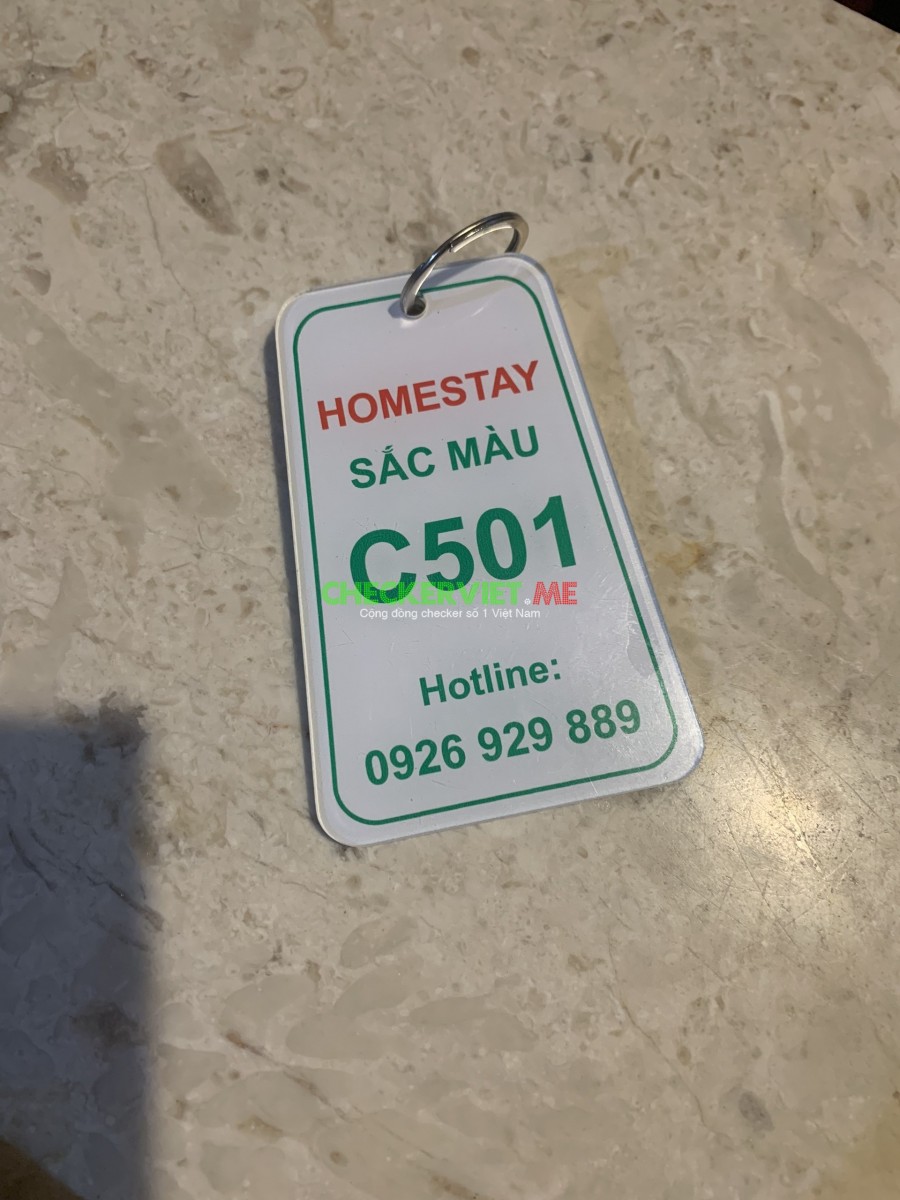 HOMESTAY
SẮC MÀU
C501
CHECKERVIET.ME
Cộng đồng checker số 1 Việt Nam
Hotline:
0926 929 889